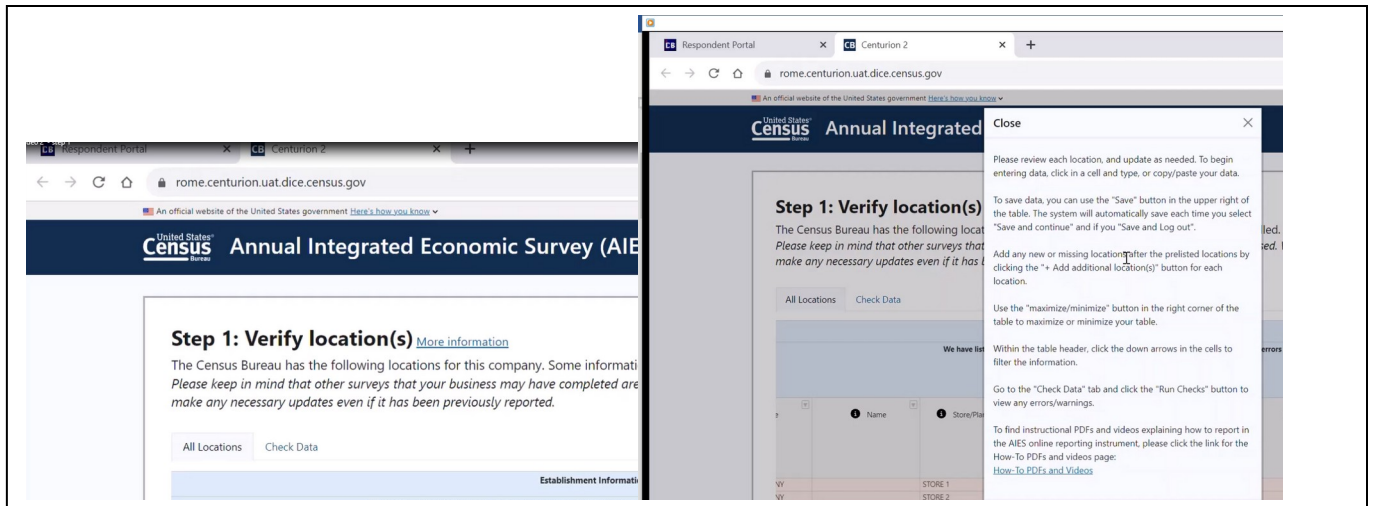 Respondent Portal
Centurion 2
rome.centurion.uat.dice.census.gov
An official website of the United States government Here's how you know
United States®
Census
Bureau
Annual Integrated Economic Survey (AIE
Step 1: Verify location(s) More information
The Census Bureau has the following locations for this company. Some informati
Please keep in mind that other surveys that your business may have completed are
make any necessary updates even if it has been previously reported.
All Locations
Check Data
Establishment Informati
CB Respondent Portal
CB Centurion 2
rome.centurion.uat.dice.census.gov
An official website of the United States government Here's how you know
United States®
Census
Bureau
Annual Integrated
Step 1: Verify location(s)
The Census Bureau has the following locat
Please keep in mind that other surveys that
make any necessary updates even if it has
All Locations
Check Data
We have list
Name
Store/Pla
NY
STORE 1
NY
STORE 2
lled.
errors
Close
Please review each location, and update as needed. To begin
entering data, click in a cell and type, or copy/paste your data.
To save data, you can use the "Save" button in the upper right of
the table. The system will automatically save each time you select
"Save and continue" and if you "Save and Log out".
Add any new or missing locations after the prelisted locations by
clicking the "+ Add additional location(s)" button for each
location.
Use the "maximize/minimize" button in the right corner of the
table to maximize or minimize your table.
Within the table header, click the down arrows in the cells to
filter the information.
Go to the "Check Data" tab and click the "Run Checks" button to
view any errors/warnings.
To find instructional PDFs and videos explaining how to report in
the AIES online reporting instrument, please click the link for the
How-To PDFs and videos page:
How-To PDFs and Videos